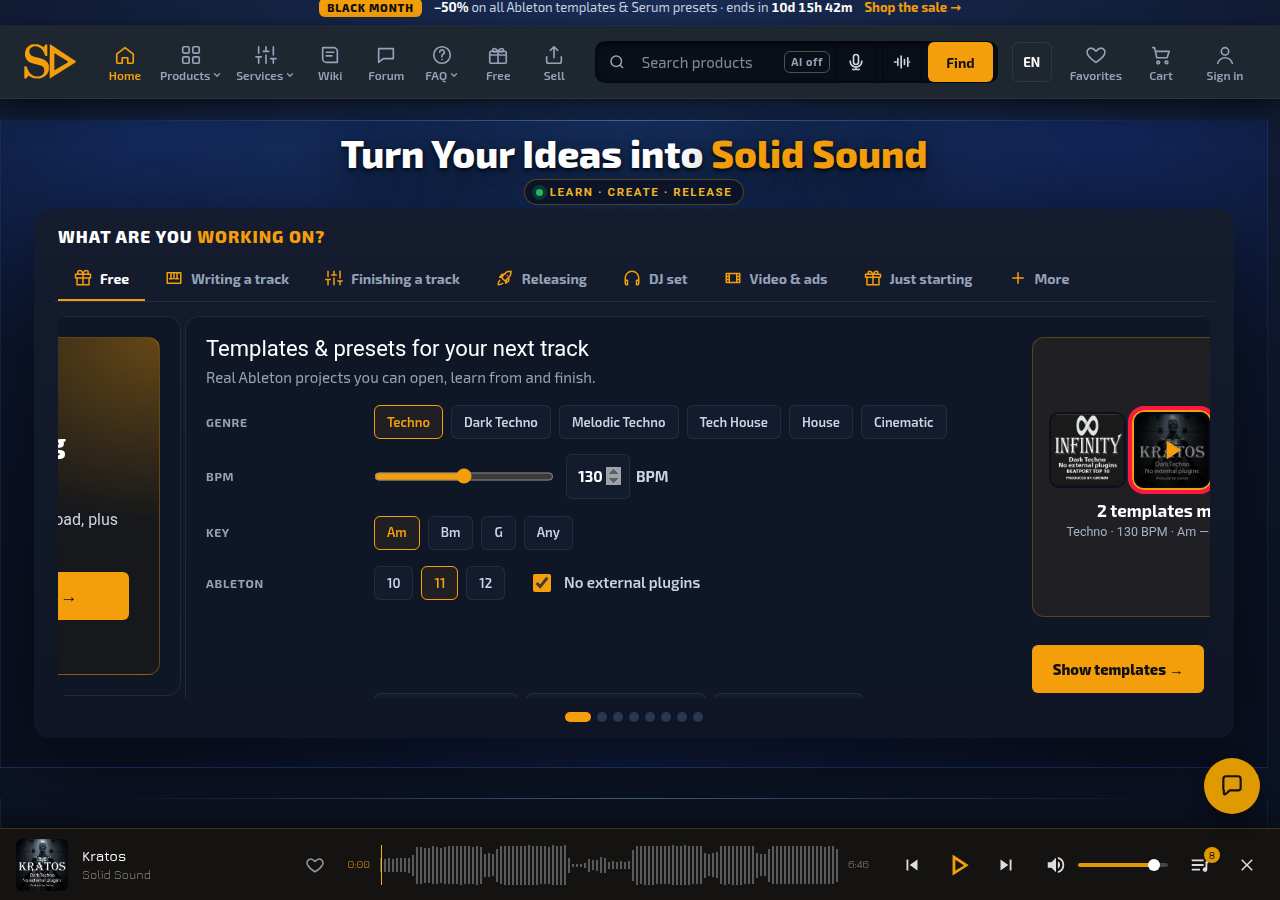 BLACK MONTH −50% on all Ableton templates & Serum presets · ends in 10d 15h 42m Shop the sale →
Home
Products
Services
Wiki
Forum
FAQ
Free
Sell
Search products
AI off
Find
EN
Favorites
Cart
Sign in
Turn Your Ideas into Solid Sound
LEARN · CREATE · RELEASE
WHAT ARE YOU WORKING ON?
Free
Writing a track
Finishing a track
Releasing
DJ set
Video & ads
Just starting
More
g
oad, plus
→
Templates & presets for your next track
Real Ableton projects you can open, learn from and finish.
GENRE
Techno
Dark Techno
Melodic Techno
Tech House
House
Cinematic
BPM
130
BPM
KEY
Am
Bm
G
Any
ABLETON
10
11
12
No external plugins
INFINITY
Dark Techno
No external plugins
BEATPORT TOP 10
KRATOS
Dark Techno
No external plugins
2 templates m
Techno · 130 BPM · Am —
Show templates →
KRATOS
Kratos
Solid Sound
0:00
6:46
8